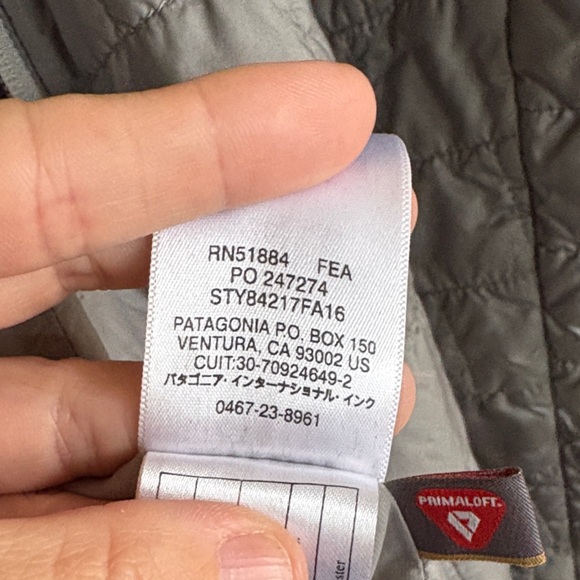 RN51884 FEA
PO 247274
STY84217FA16
PATAGONIA P.O. BOX 150
VENTURA, CA 93002 US
CUIT:30-70924649-2
パタゴニア・インターナショナル・インク
0467-23-8961
PRIMALOFT